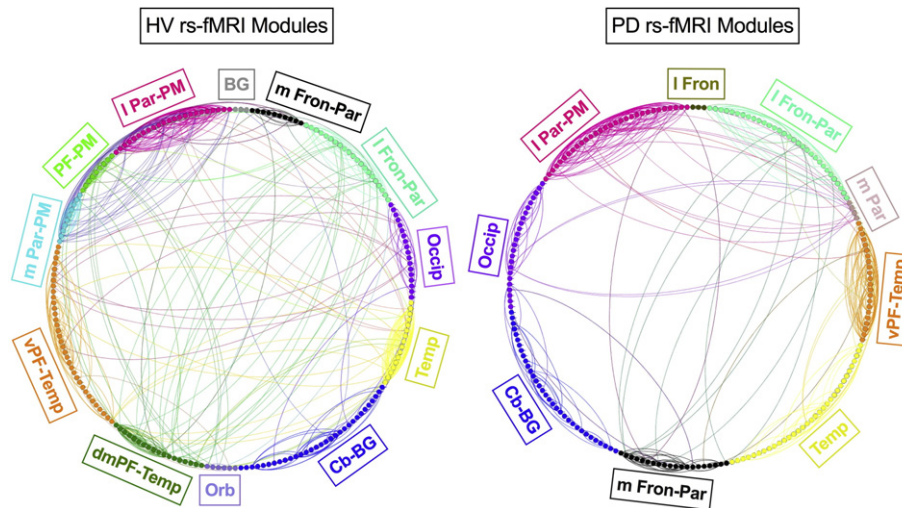 HV rs-fMRI Modules
BG
m Fron-Par
l Par-PM
l Fron-Par
PF-PM
Occip
m Par-PM
Temp
vPF-Temp
Cb-BG
dmPF-Temp
Orb
PD rs-fMRI Modules
l Fron
l Fron-Par
l Par-PM
m Par
Occip
vPF-Temp
Cb-BG
Temp
m Fron-Par